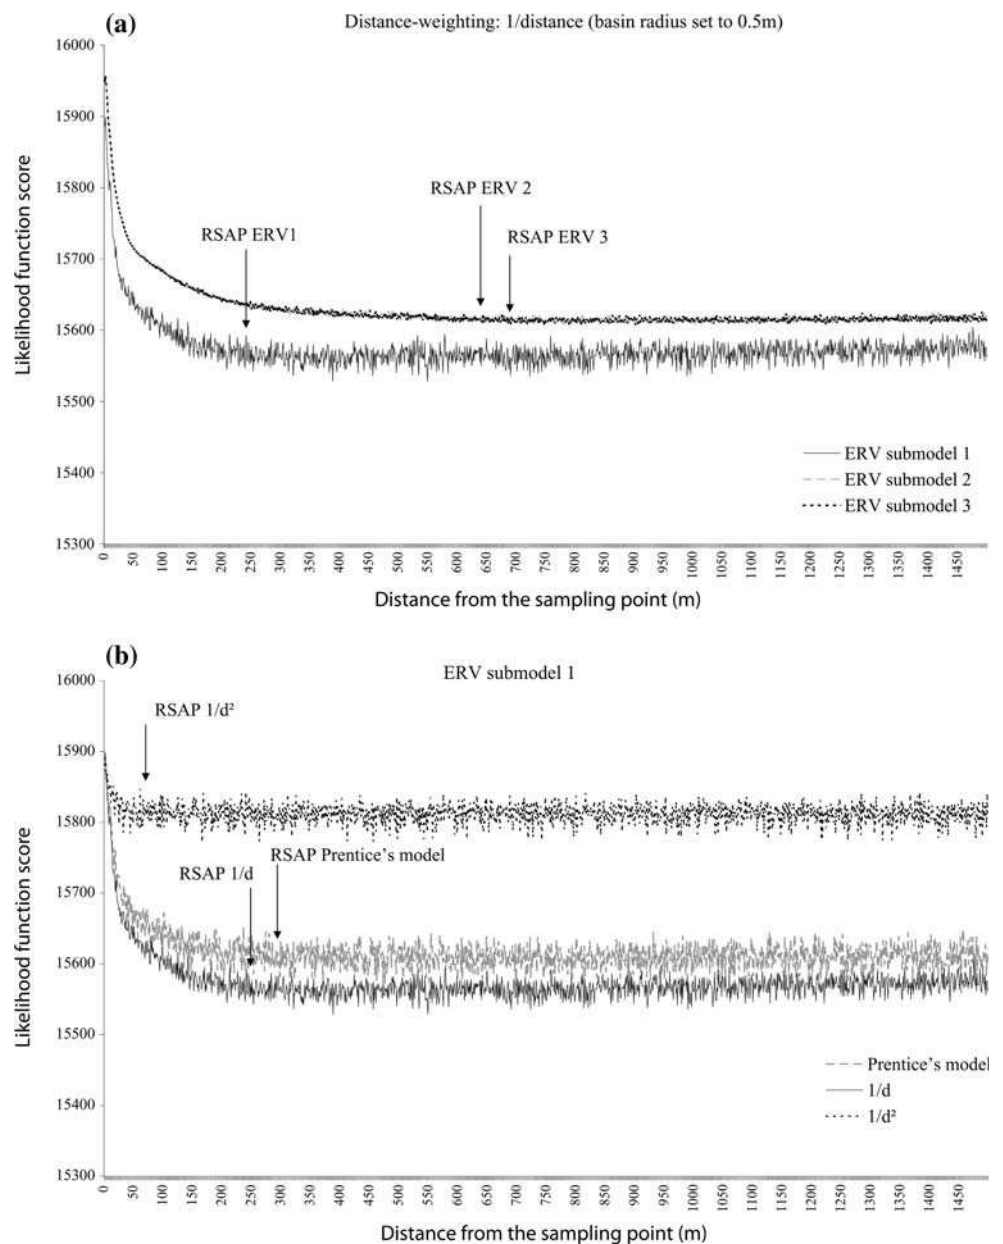 (a)
Distance-weighting: 1/distance (basin radius set to 0.5m)
16000
15900
15800
15700
15600
15500
15400
15300
Likelihood function score
RSAP ERV 2
RSAP ERV1
RSAP ERV 3
ERV submodel 1
ERV submodel 2
ERV submodel 3
0 50 100 150 200 250 300 350 400 450 500 550 600 650 700 750 800 850 900 950 1000 1050 1100 1150 1200 1250 1300 1350 1400 1450
Distance from the sampling point (m)
(b)
ERV submodel 1
16000
15900
15800
15700
15600
15500
15400
15300
Likelihood function score
RSAP 1/d²
RSAP Prentice's model
RSAP 1/d
Prentice's model
1/d
1/d²
0 50 100 150 200 250 300 350 400 450 500 550 600 650 700 750 800 850 900 950 1000 1050 1100 1150 1200 1250 1300 1350 1400 1450
Distance from the sampling point (m)